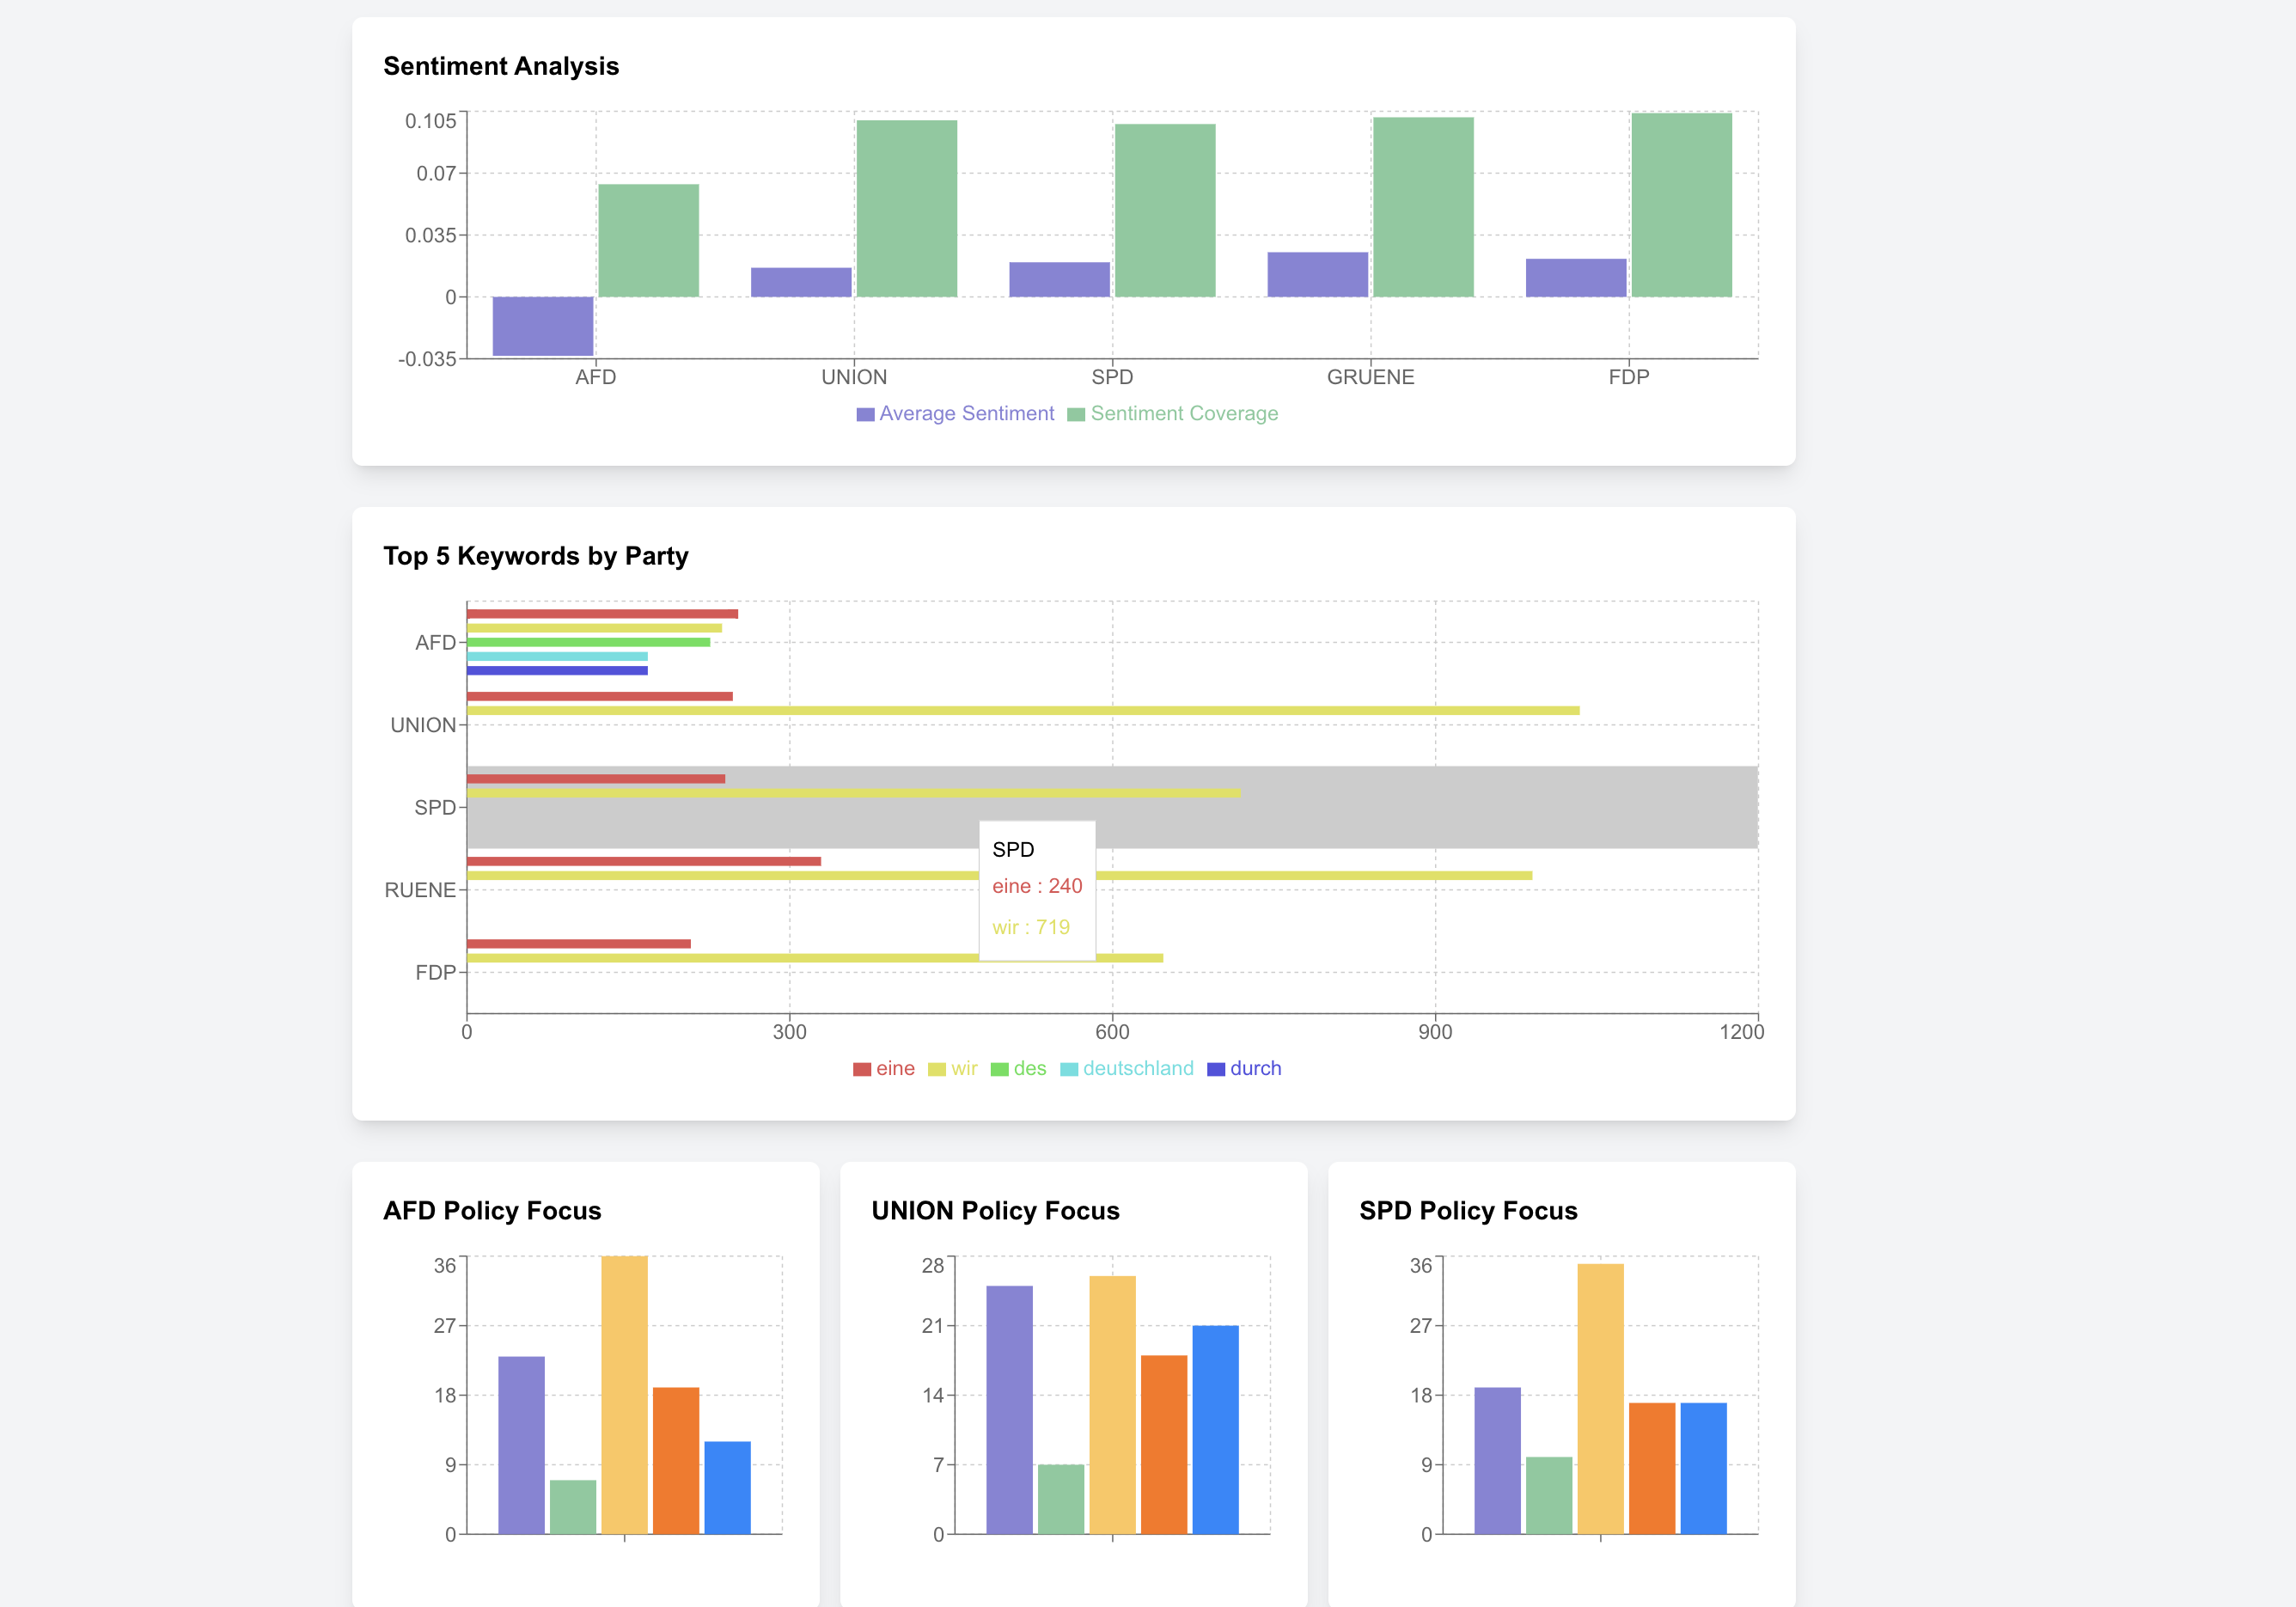 Sentiment Analysis
0.105
0.07
0.035
0
-0.035
AFD UNION SPD GRUENE FDP
Average Sentiment Sentiment Coverage
Top 5 Keywords by Party
AFD
UNION
SPD
RUENE
FDP
SPD
eine : 240
wir : 719
0 300 600 900 1200
eine wir des deutschland durch
AFD Policy Focus
36
27
18
9
0
UNION Policy Focus
28
21
14
7
0
SPD Policy Focus
36
27
18
9
0